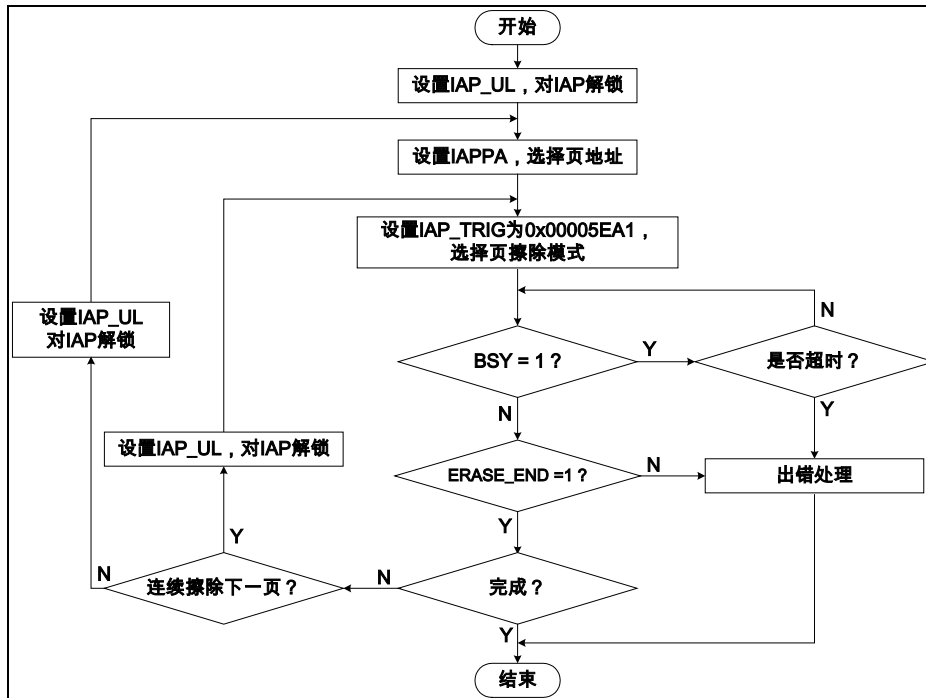 开始
设置IAP_UL，对IAP解锁
设置IAPPA，选择页地址
设置IAP_TRIG为0x00005EA1，
选择页擦除模式
设置IAP_UL
对IAP解锁
N
BSY = 1？
Y
是否超时？
N
Y
设置IAP_UL，对IAP解锁
ERASE_END =1？
N
出错处理
Y
Y
N
连续擦除下一页？
N
完成？
Y
结束